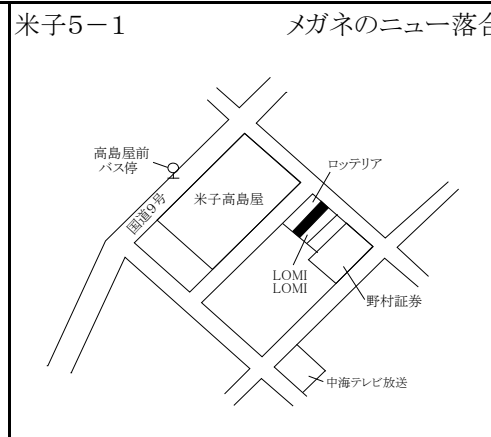 米子5－1
メガネのニュー落合
高島屋前
バス停
ロッテリア
米子高島屋
国道9号
LOMI
LOMI
野村証券
中海テレビ放送